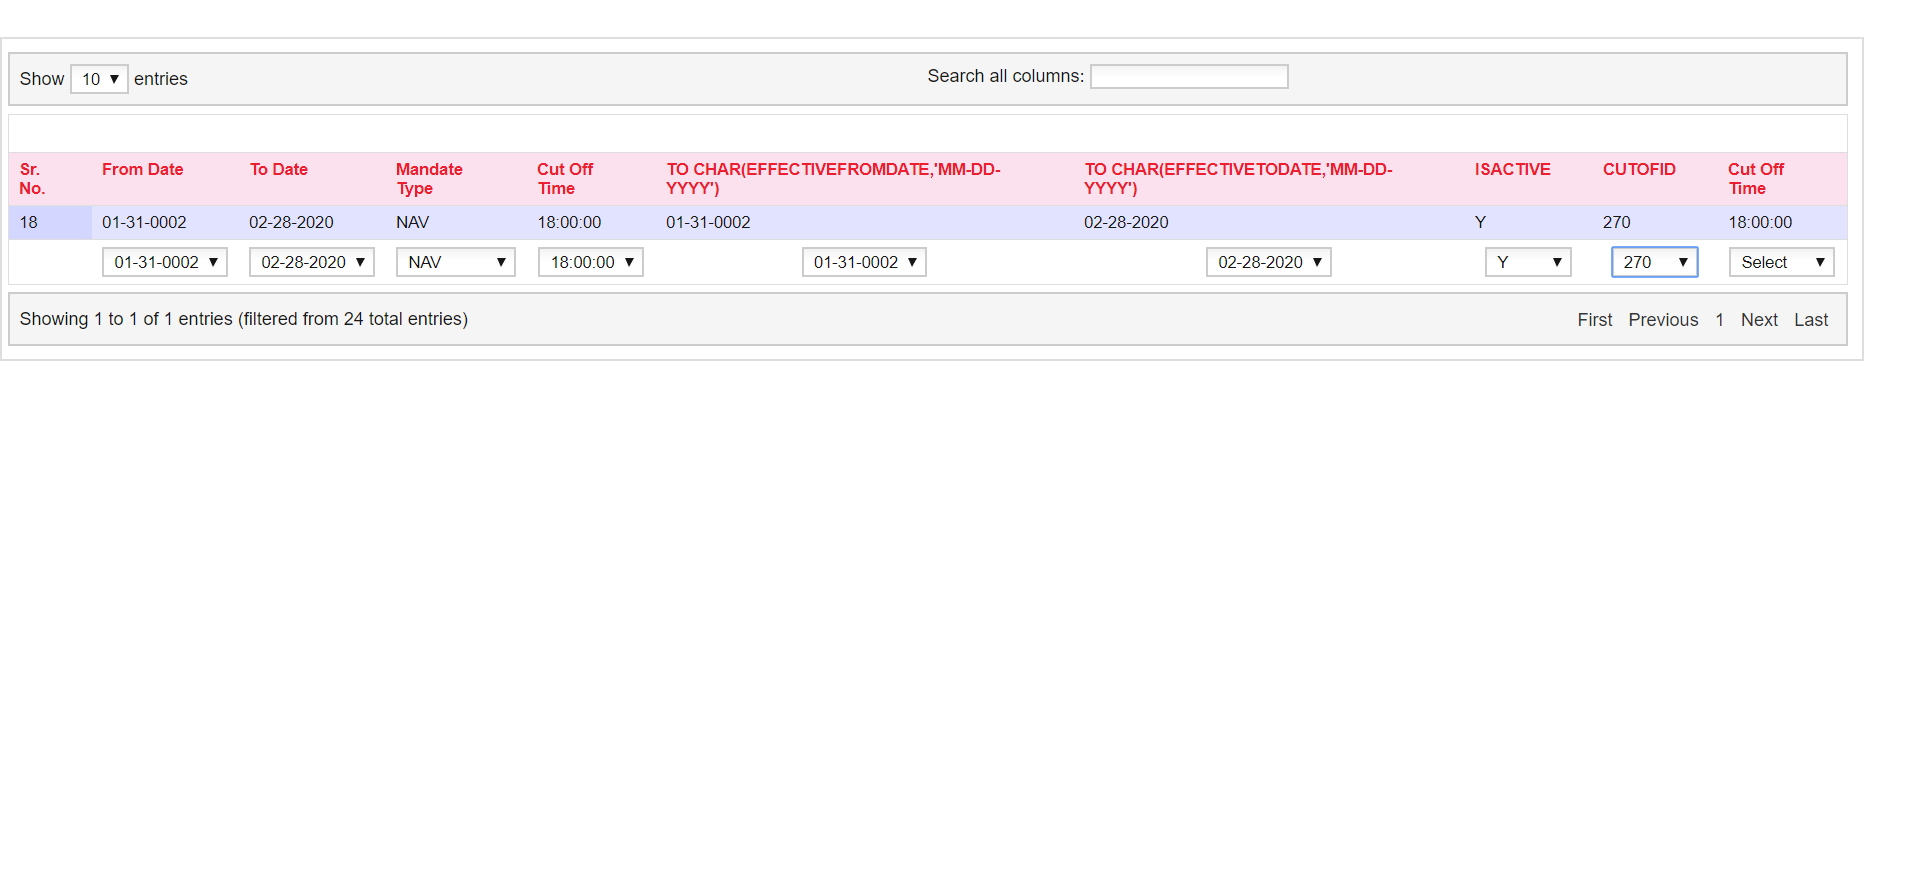 Show 10 ▼ entries Search all columns:
Sr. From Date To Date Mandate Cut Off TO CHAR(EFFECTIVEFROMDATE,'MM-DD- TO CHAR(EFFECTIVETODATE,'MM-DD- ISACTIVE CUTOFID Cut Off
No. Type Time YYYY') YYYY') Time
18 01-31-0002 02-28-2020 NAV 18:00:00 01-31-0002 02-28-2020 Y 270 18:00:00
01-31-0002 ▼ 02-28-2020 ▼ NAV ▼ 18:00:00 ▼ 01-31-0002 ▼ 02-28-2020 ▼ Y ▼ 270 ▼ Select ▼
Showing 1 to 1 of 1 entries (filtered from 24 total entries) First Previous 1 Next Last